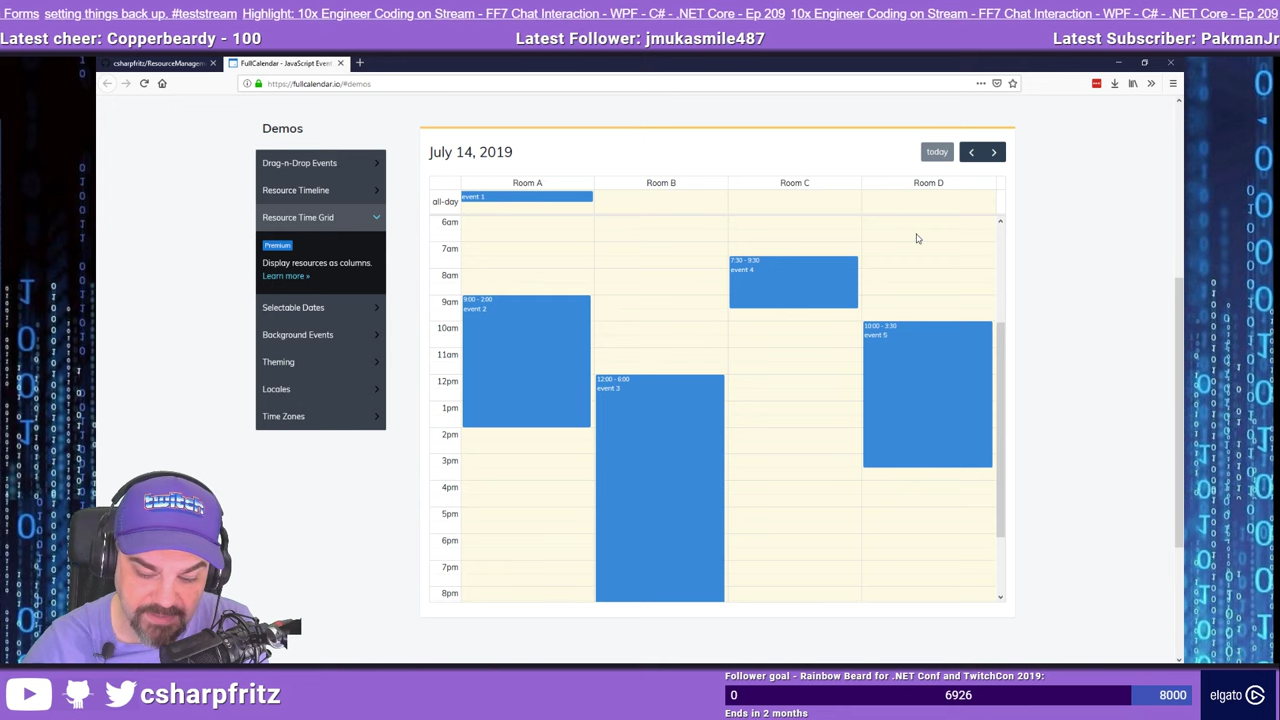 Forms setting things back up. #teststream Highlight: 10x Engineer Coding on Stream - FF7 Chat Interaction - WPF - C# - .NET Core - Ep 209 10x Engineer Coding on Stream - FF7 Chat Interaction - WPF - C# - .NET Core - Ep 209
Latest cheer: Copperbeardy - 100
Latest Follower: jmukasmile487
Latest Subscriber: PakmanJr
csharpfritz/ResourceManagem
FullCalendar - JavaScript Even
https://fullcalendar.io/#demos
Demos
Drag-n-Drop Events
Resource Timeline
Resource Time Grid
Premium
Display resources as columns.
Learn more »
Selectable Dates
Background Events
Theming
Locales
Time Zones
July 14, 2019
today
Room A
Room B
Room C
Room D
all-day
event 1
6am
7am
8am
9am
10am
11am
12pm
1pm
2pm
3pm
4pm
5pm
6pm
7pm
8pm
9:00 - 2:00
event 2
12:00 - 6:00
event 3
7:30 - 9:30
event 4
10:00 - 3:30
event 5
twitch
csharpfritz
Follower goal - Rainbow Beard for .NET Conf and TwitchCon 2019:
0
6926
8000
Ends in 2 months
elgato